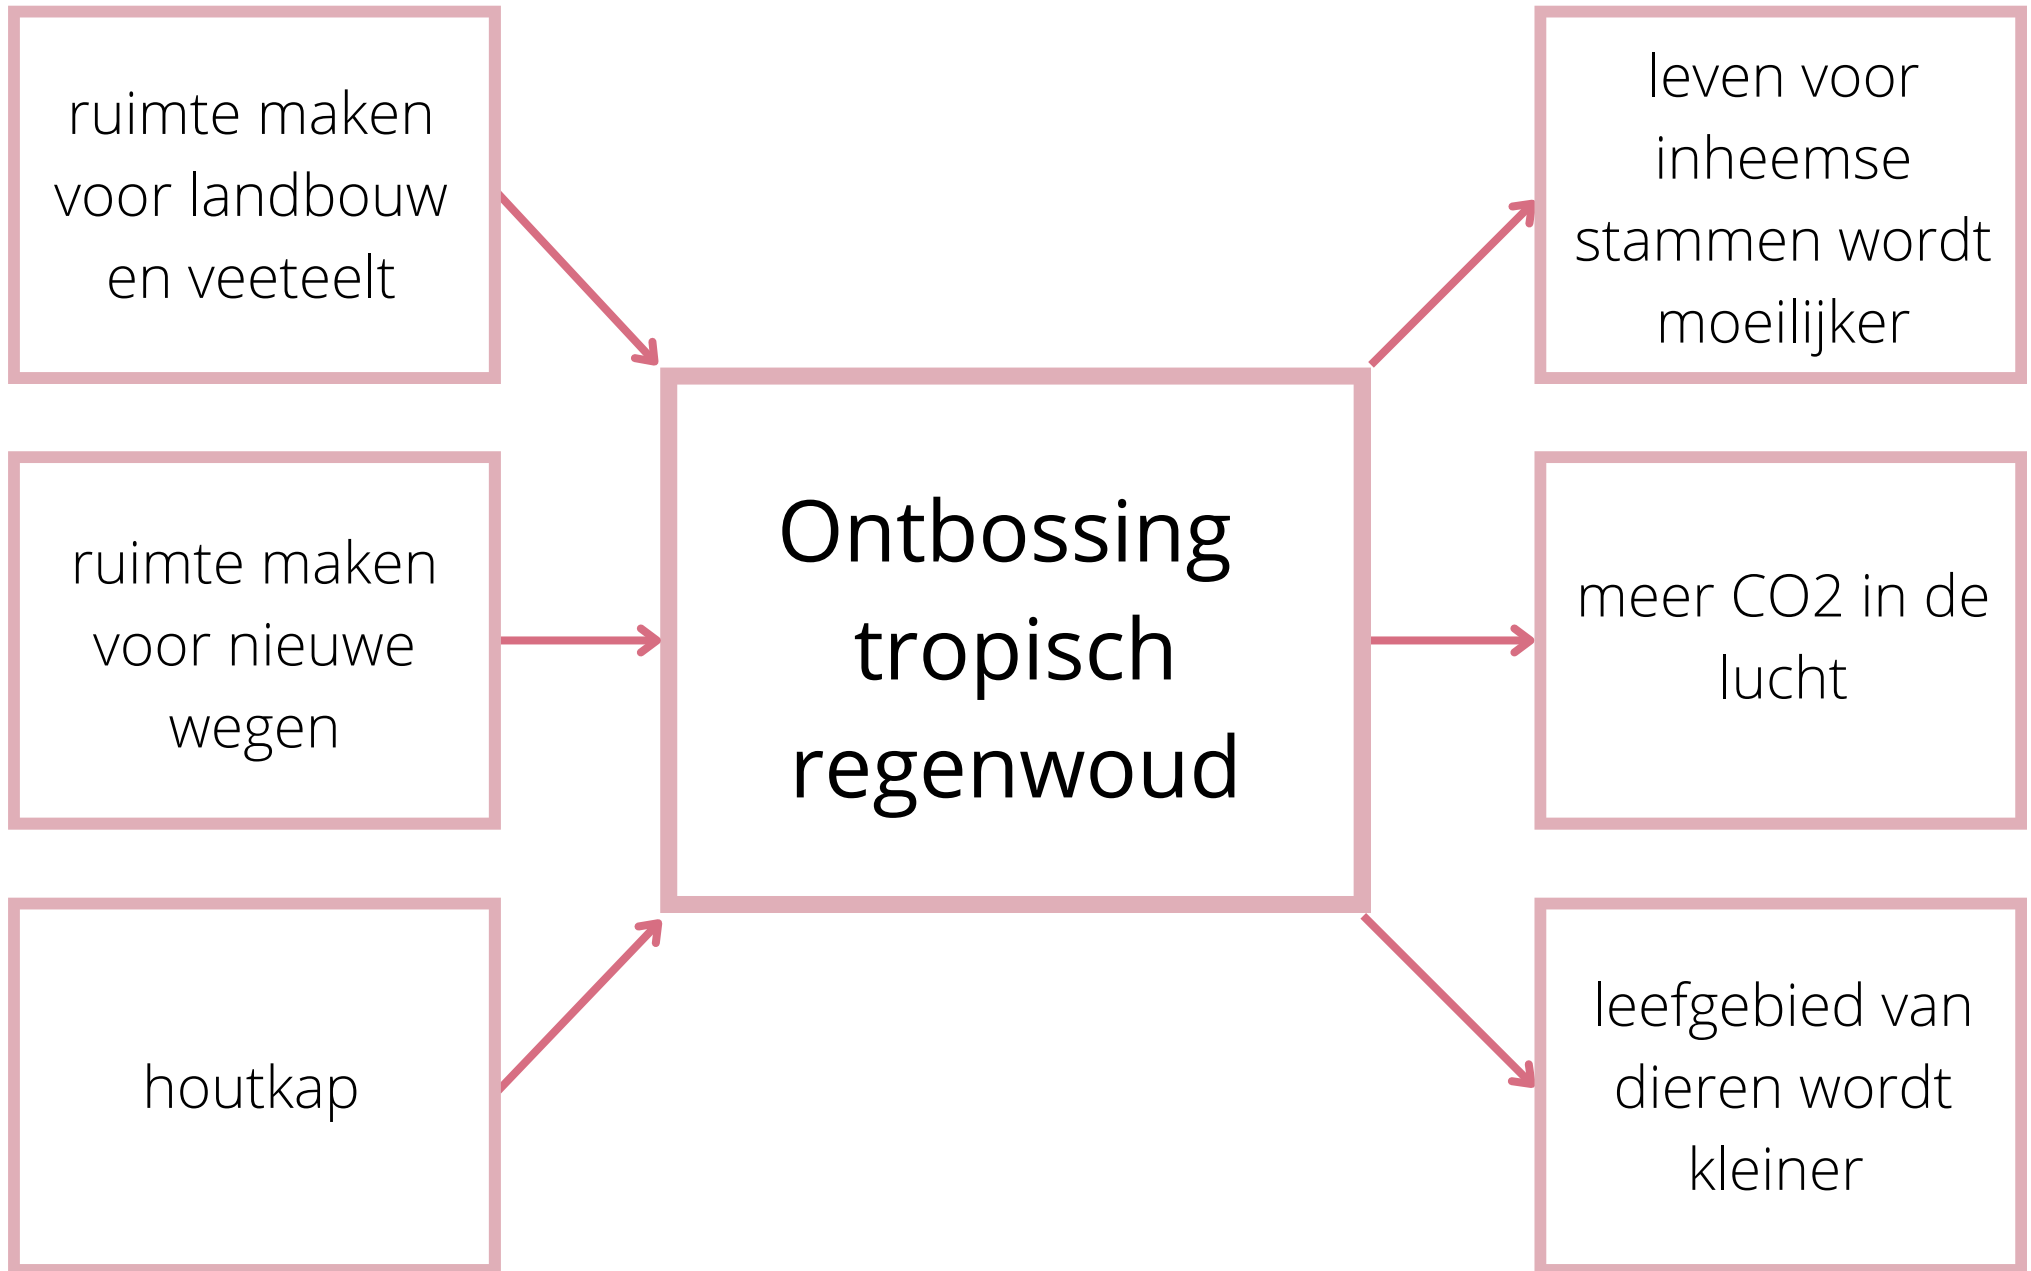 ruimte maken
voor landbouw
en veeteelt
ruimte maken
voor nieuwe
wegen
houtkap
Ontbossing
tropisch
regenwoud
leven voor
inheemse
stammen wordt
moeilijker
meer CO2 in de
lucht
leefgebied van
dieren wordt
kleiner